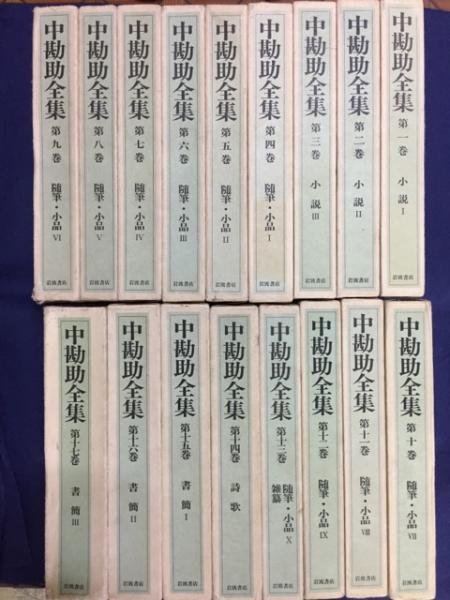 中勘助全集 第一巻 小説 I 岩波書店
中勘助全集 第二巻 小説 II 岩波書店
中勘助全集 第三巻 小説 III 岩波書店
中勘助全集 第四巻 随筆・小品 I 岩波書店
中勘助全集 第五巻 随筆・小品 II 岩波書店
中勘助全集 第六巻 随筆・小品 III 岩波書店
中勘助全集 第七巻 随筆・小品 IV 岩波書店
中勘助全集 第八巻 随筆・小品 V 岩波書店
中勘助全集 第九巻 随筆・小品 VI 岩波書店
中勘助全集 第十巻 随筆・小品 VII 岩波書店
中勘助全集 第十一巻 随筆・小品 VIII 岩波書店
中勘助全集 第十二巻 随筆・小品 IX 岩波書店
中勘助全集 第十三巻 随筆・小品 X 雑纂 岩波書店
中勘助全集 第十四巻 詩歌 岩波書店
中勘助全集 第十五巻 書簡 I 岩波書店
中勘助全集 第十六巻 書簡 II 岩波書店
中勘助全集 第十七巻 書簡 III 岩波書店